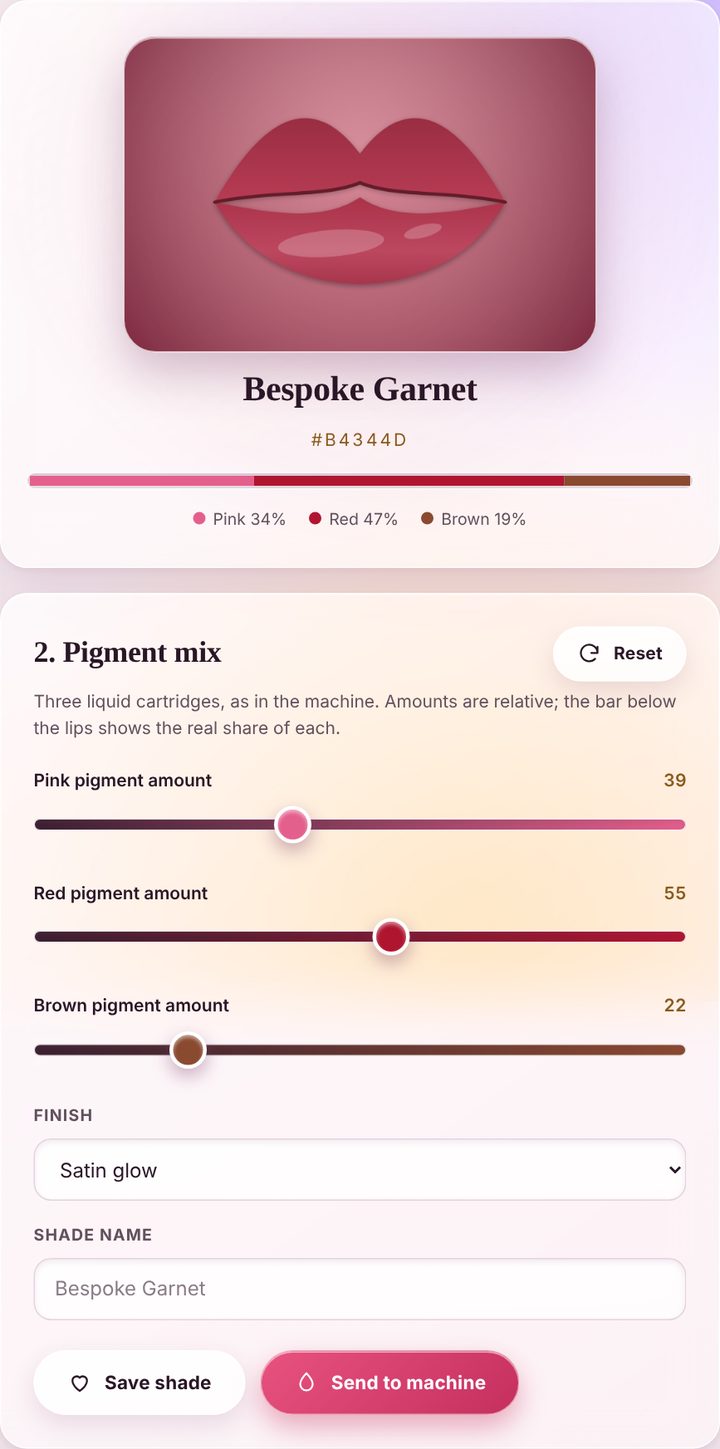 Bespoke Garnet
#B4344D
Pink 34% Red 47% Brown 19%
2. Pigment mix
Reset
Three liquid cartridges, as in the machine. Amounts are relative; the bar below
the lips shows the real share of each.
Pink pigment amount 39
Red pigment amount 55
Brown pigment amount 22
FINISH
Satin glow
SHADE NAME
Bespoke Garnet
Save shade Send to machine